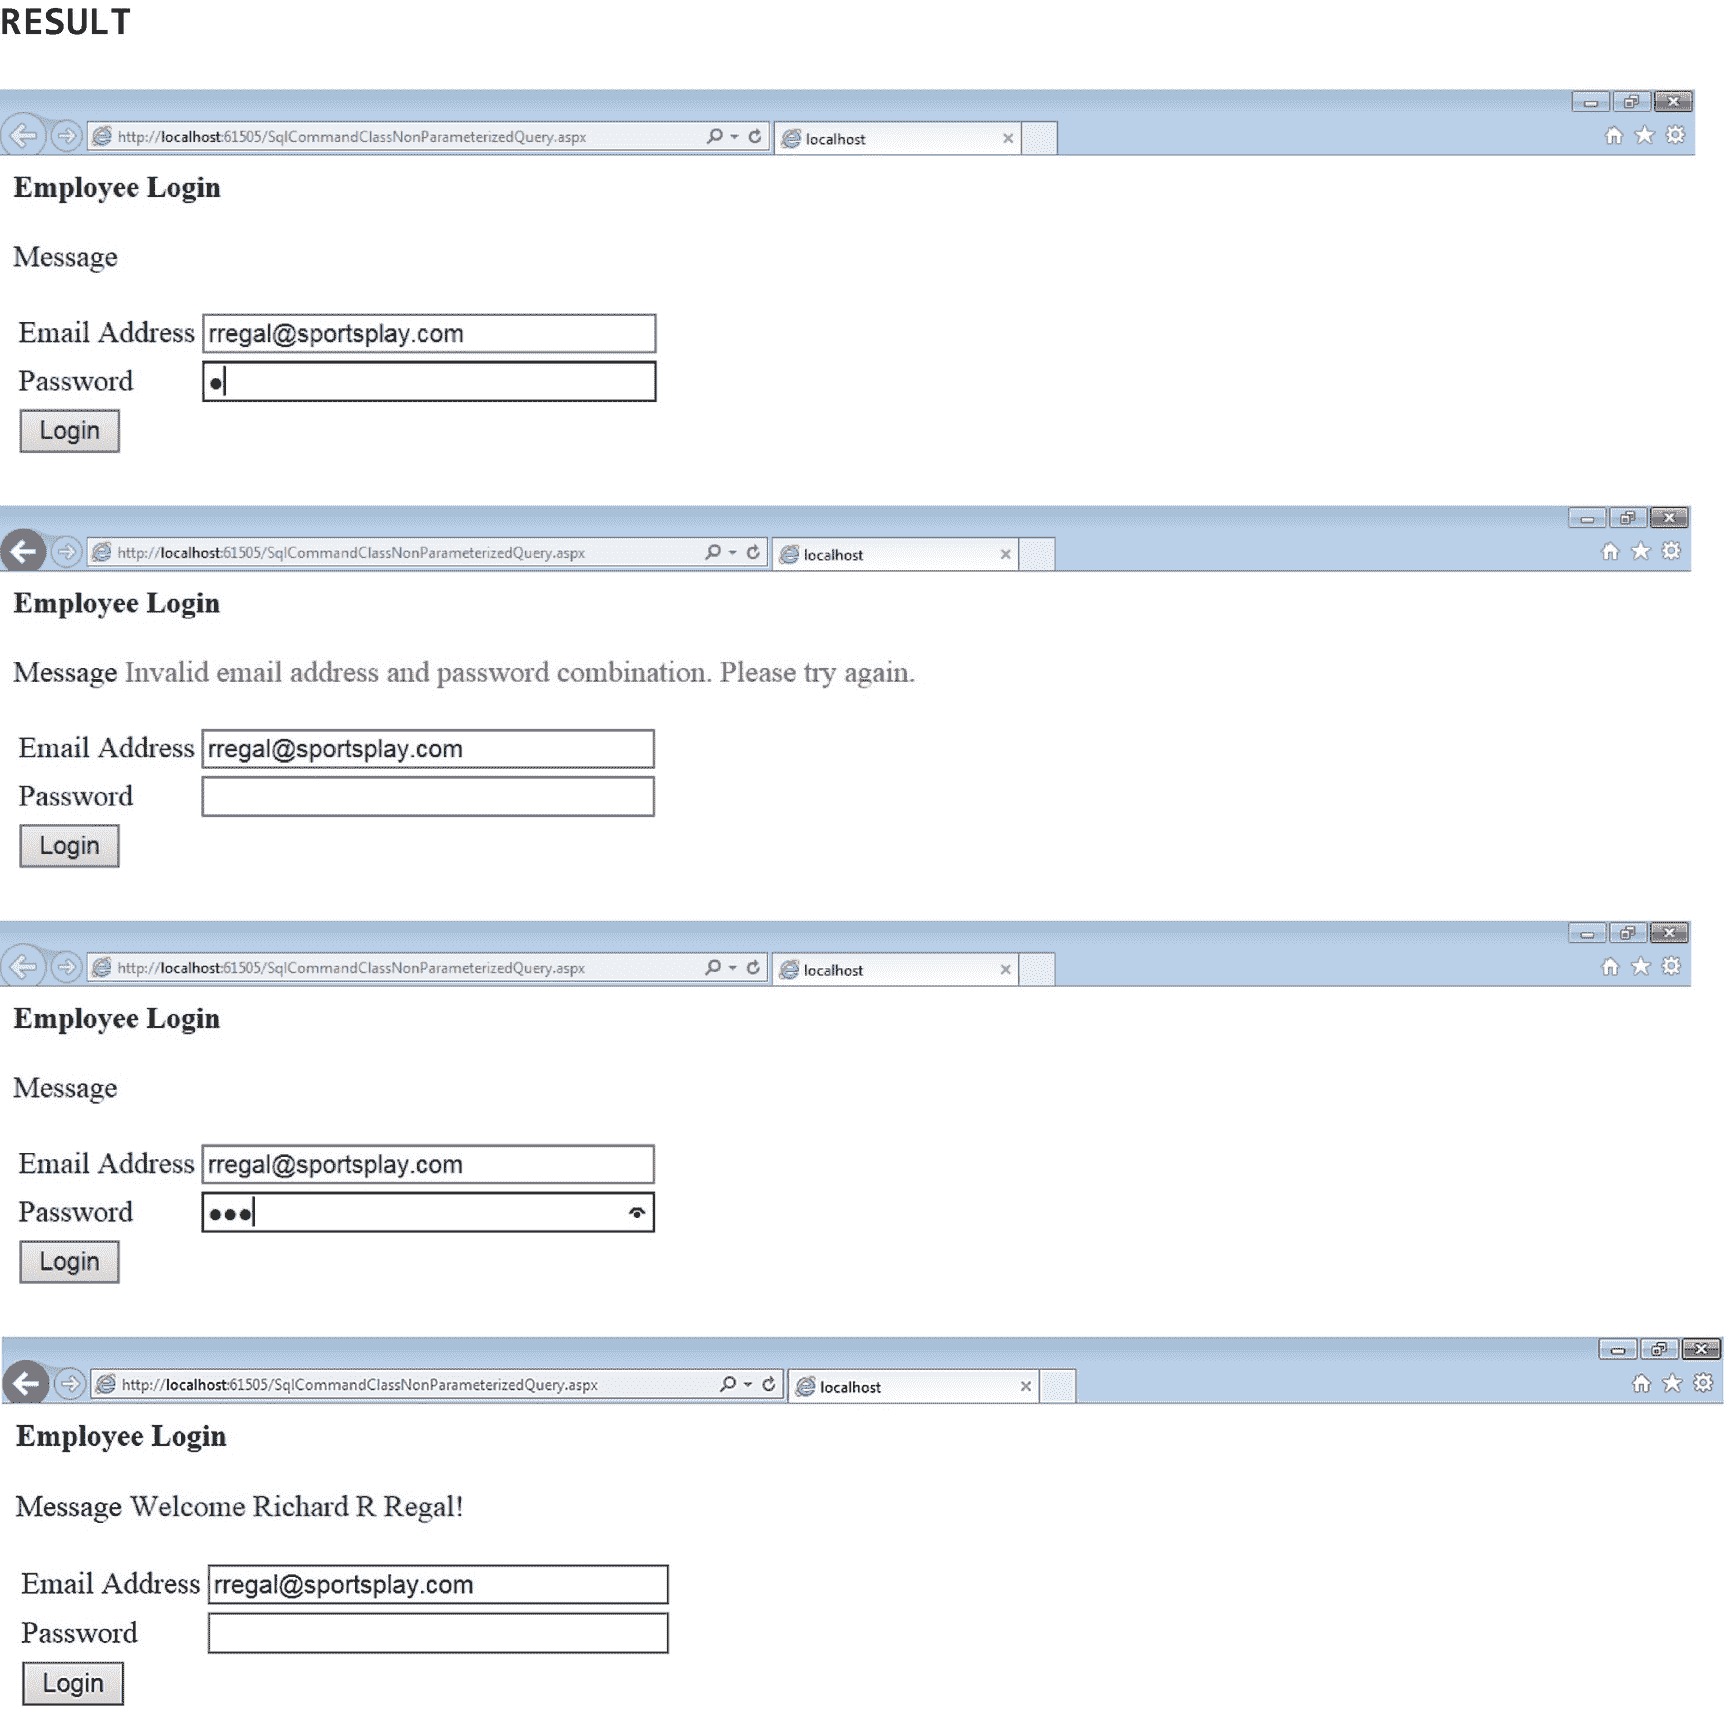 RESULT
http://localhost:61505/SqlCommandClassNonParameterizedQuery.aspx localhost
Employee Login
Message
Email Address rregal@sportsplay.com
Password
Login
http://localhost:61505/SqlCommandClassNonParameterizedQuery.aspx localhost
Employee Login
Message Invalid email address and password combination. Please try again.
Email Address rregal@sportsplay.com
Password
Login
http://localhost:61505/SqlCommandClassNonParameterizedQuery.aspx localhost
Employee Login
Message
Email Address rregal@sportsplay.com
Password
Login
http://localhost:61505/SqlCommandClassNonParameterizedQuery.aspx localhost
Employee Login
Message Welcome Richard R Regal!
Email Address rregal@sportsplay.com
Password
Login